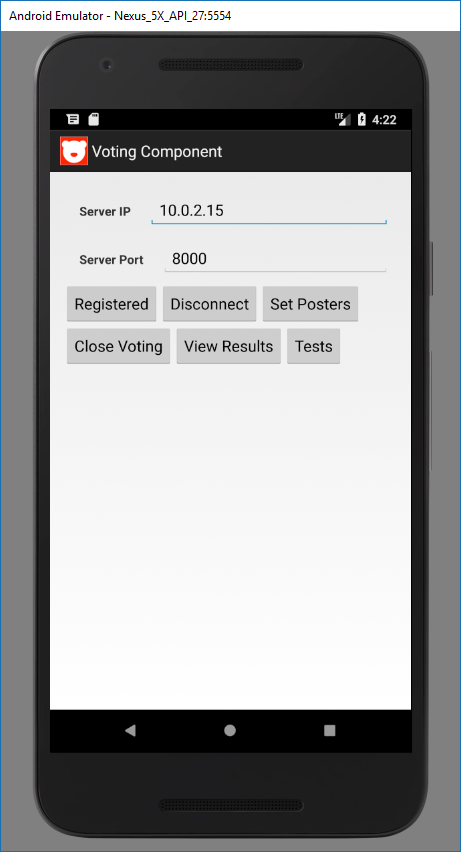 Android Emulator - Nexus_5X_API_27:5554
LTE 4:22
Voting Component
Server IP 10.0.2.15
Server Port 8000
Registered Disconnect Set Posters
Close Voting View Results Tests